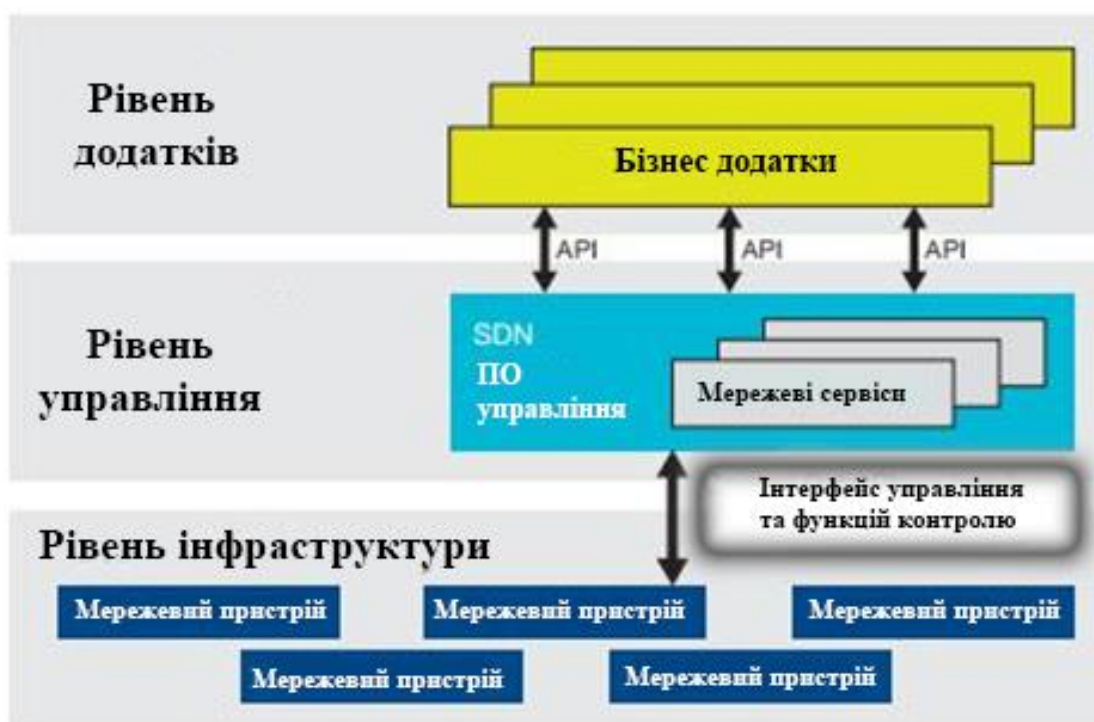 Рівень
додатків
Бізнес додатки
API
API
API
Рівень
управління
SDN
ПО
управління
Мережеві сервіси
Інтерфейс управління
та функцій контролю
Рівень інфраструктури
Мережевий пристрій
Мережевий пристрій
Мережевий пристрій
Мережевий пристрій
Мережевий пристрій